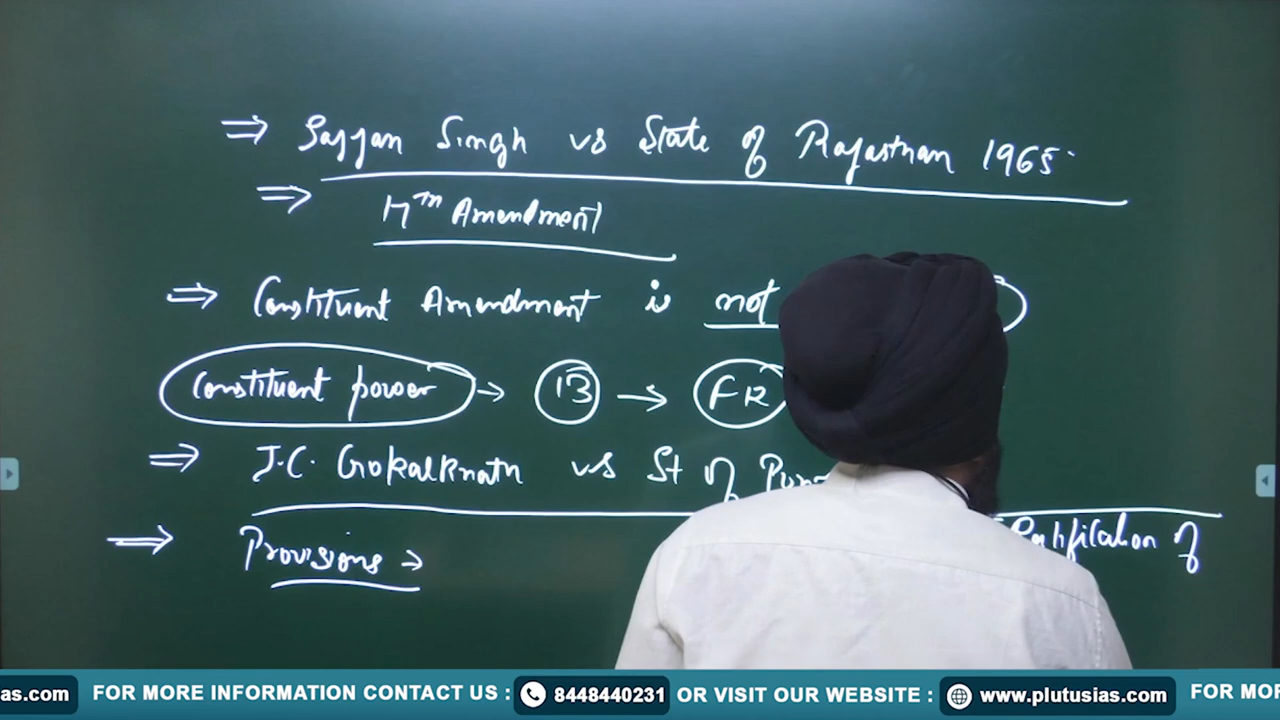 ⇒ Sajjan Singh vs State of Rajasthan 1965
⇒ 17th Amendment
⇒ Constituent Amendment is not
Constituent power → 13 → FR
⇒ I.C. Gokalknath vs St of Pun
⇒ Provisions → Ratification of
as.com FOR MORE INFORMATION CONTACT US : 8448440231 OR VISIT OUR WEBSITE : www.plutusias.com FOR MOR